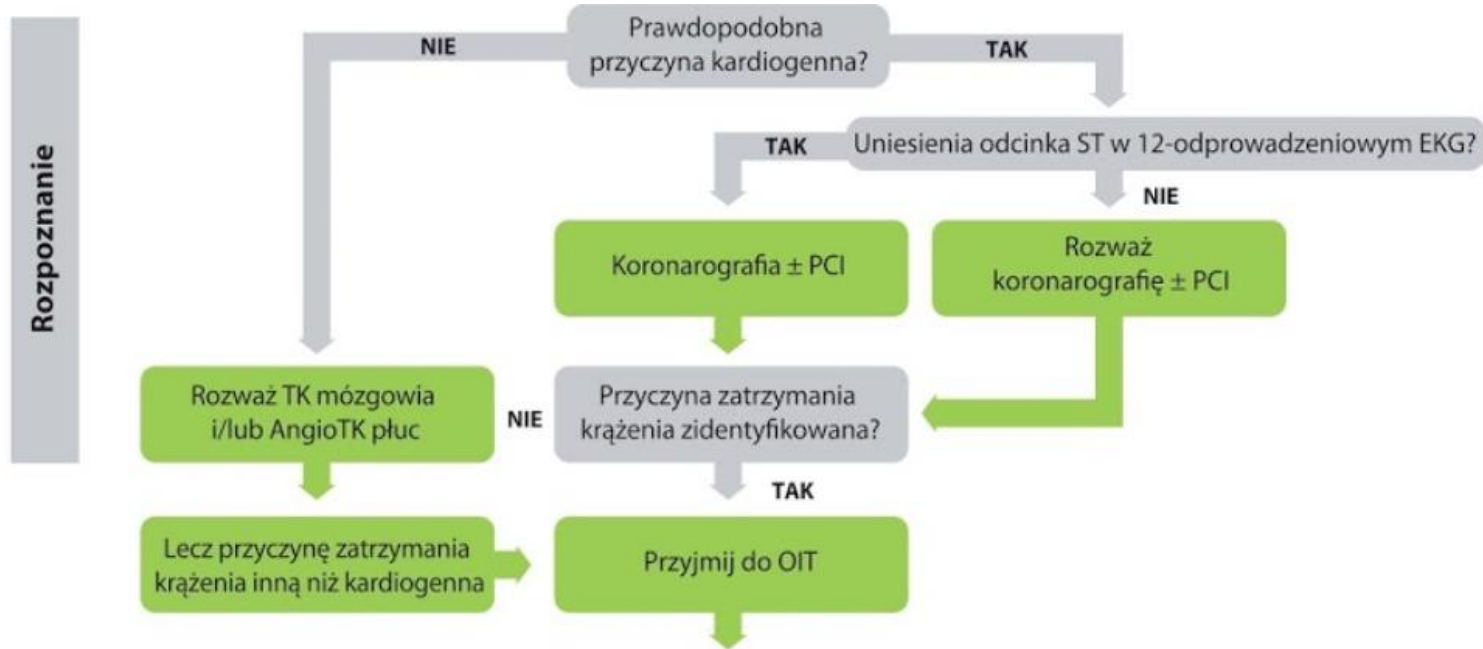 Rozpoznanie
Prawdopodobna
przyczyna kardiogenna?
NIE
TAK
Uniesienia odcinka ST w 12-odprowadzeniowym EKG?
TAK
NIE
Koronarografia ± PCI
Rozważ
koronarografię ± PCI
Rozważ TK mózgowia
i/lub AngioTK płuc
NIE
Przyczyna zatrzymania
krążenia zidentyfikowana?
TAK
Lecz przyczynę zatrzymania
krążenia inną niż kardiogenna
Przyjmij do OIT